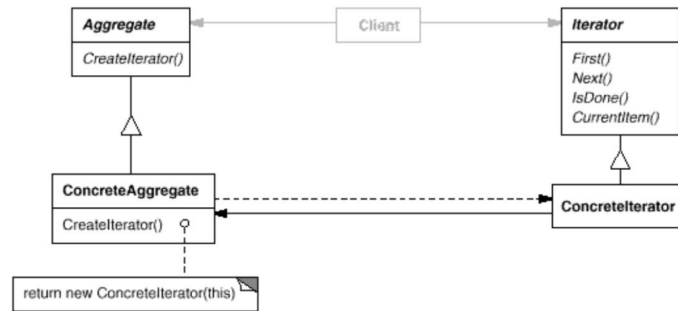 Aggregate
CreateIterator()
Client
Iterator
First()
Next()
IsDone()
CurrentItem()
ConcreteAggregate
CreateIterator()
ConcreteIterator
return new ConcreteIterator(this)